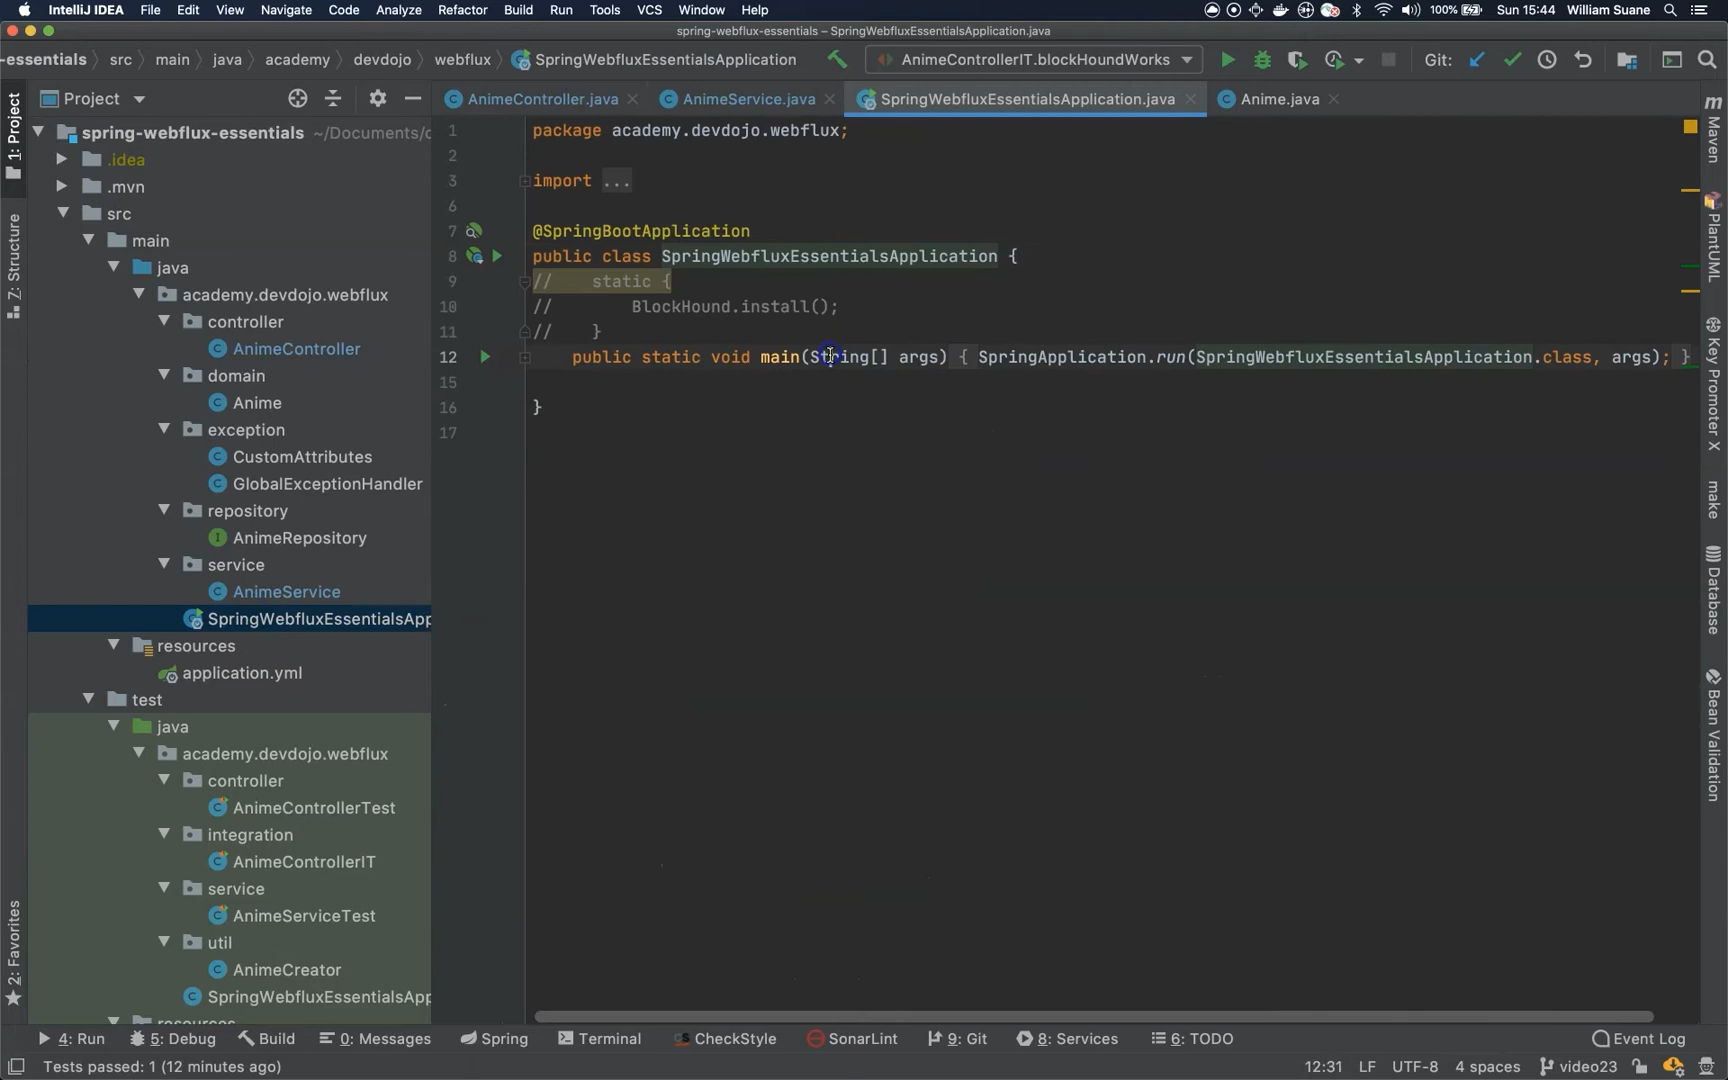 IntelliJ IDEA File Edit View Navigate Code Analyze Refactor Build Run Tools VCS Window Help 100% Sun 15:44 William Suane
spring-webflux-essentials – SpringWebfluxEssentialsApplication.java
-essentials src main java academy devdojo webflux SpringWebfluxEssentialsApplication AnimeControllerIT.blockHoundWorks Git:
Project AnimeController.java AnimeService.java SpringWebfluxEssentialsApplication.java Anime.java
1: Project
Z: Structure
2: Favorites
spring-webflux-essentials ~/Documents/
.idea
.mvn
src
main
java
academy.devdojo.webflux
controller
AnimeController
domain
Anime
exception
CustomAttributes
GlobalExceptionHandler
repository
AnimeRepository
service
AnimeService
SpringWebfluxEssentialsApp
resources
application.yml
test
java
academy.devdojo.webflux
controller
AnimeControllerTest
integration
AnimeControllerIT
service
AnimeServiceTest
util
AnimeCreator
SpringWebfluxEssentialsApp
1 package academy.devdojo.webflux;
2
3 import ...
6
7 @SpringBootApplication
8 public class SpringWebfluxEssentialsApplication {
9 // static {
10 // BlockHound.install();
11 // }
12 public static void main(String[] args) { SpringApplication.run(SpringWebfluxEssentialsApplication.class, args); }
15
16 }
17
m Maven
PlantUML
Key Promoter X
make
Database
Bean Validation
4: Run 5: Debug Build 0: Messages Spring Terminal CheckStyle SonarLint 9: Git 8: Services 6: TODO Event Log
Tests passed: 1 (12 minutes ago) 12:31 LF UTF-8 4 spaces video23